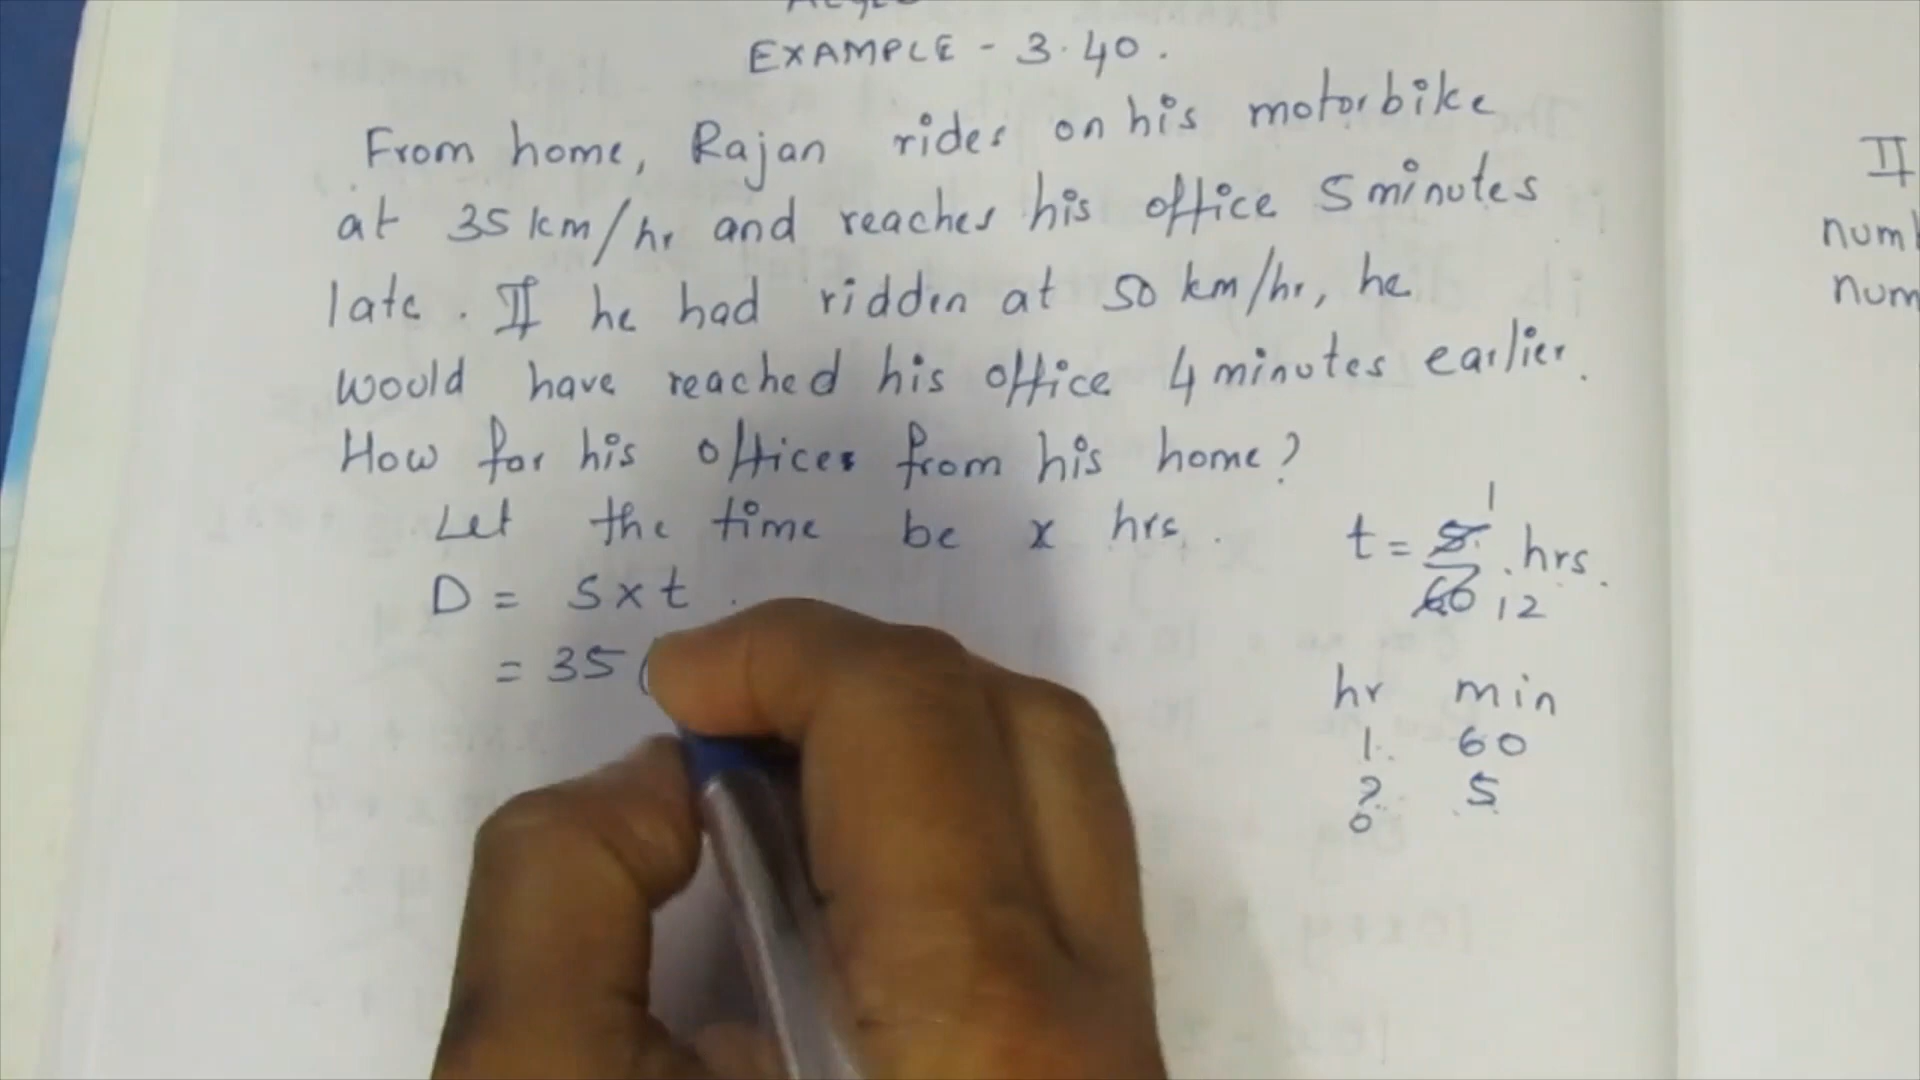 EXAMPLE - 3.40.
From home, Rajan rides on his motorbike
at 35 km/hr and reaches his office 5 minutes
late. If he had ridden at 50 km/hr, he
would have reached his office 4 minutes earlier.
How far his offices from his home?
Let the time be x hrs.
D = S x t
= 35 (
t = 5/60 1/12 hrs.
hr min
1 60
? 5
II
num
num